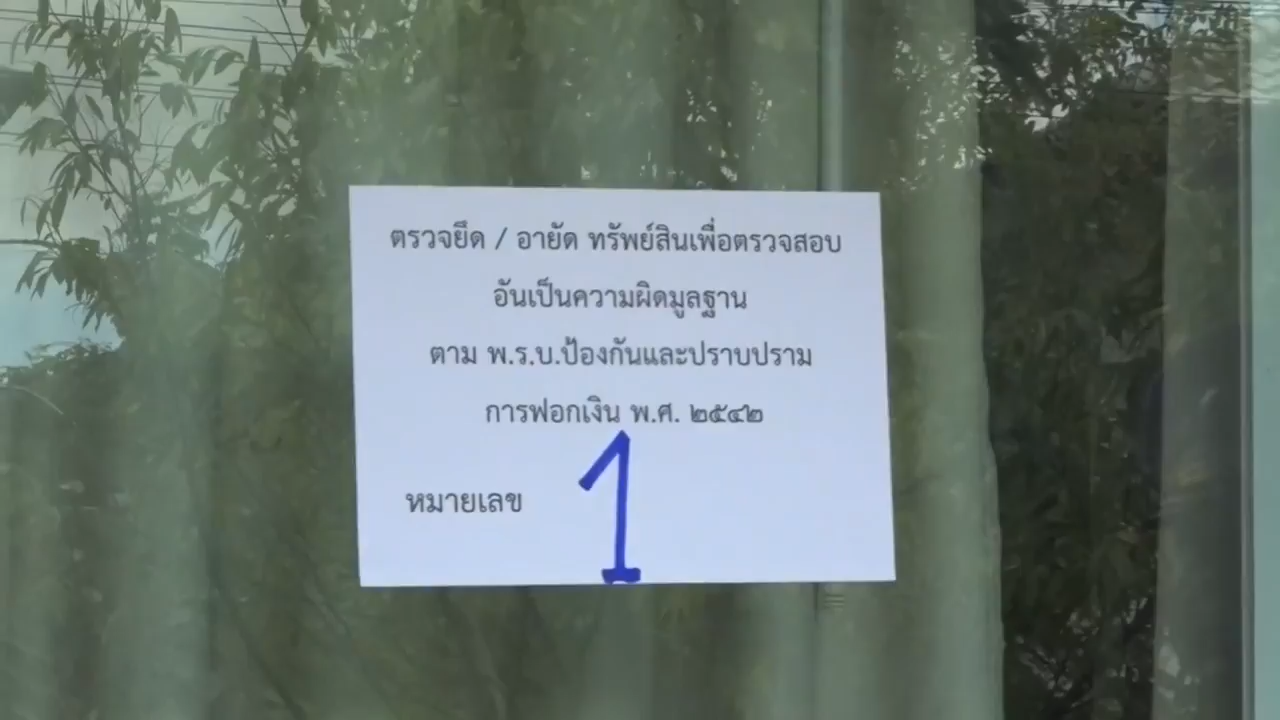 ตรวจยึด / อายัด ทรัพย์สินเพื่อตรวจสอบ
อันเป็นความผิดมูลฐาน
ตาม พ.ร.บ.ป้องกันและปราบปราม
การฟอกเงิน พ.ศ. ๒๕๔๒
หมายเลข 1